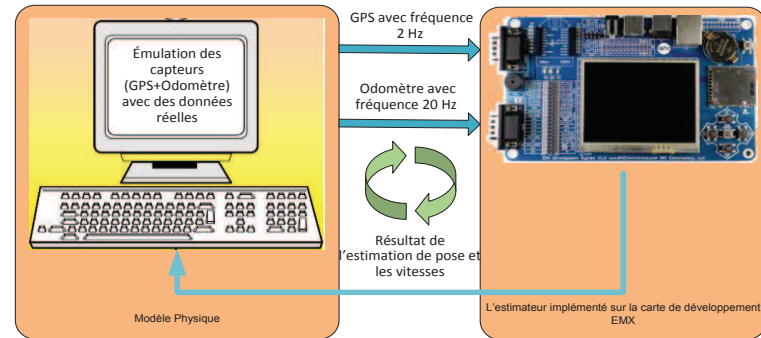 GPS avec fréquence
2 Hz
Émulation des
capteurs
(GPS+Odomètre)
avec des données
réelles
Odomètre avec
fréquence 20 Hz
Résultat de
l'estimation de pose et
les vitesses
Modèle Physique
L'estimateur implémenté sur la carte de développement
EMX